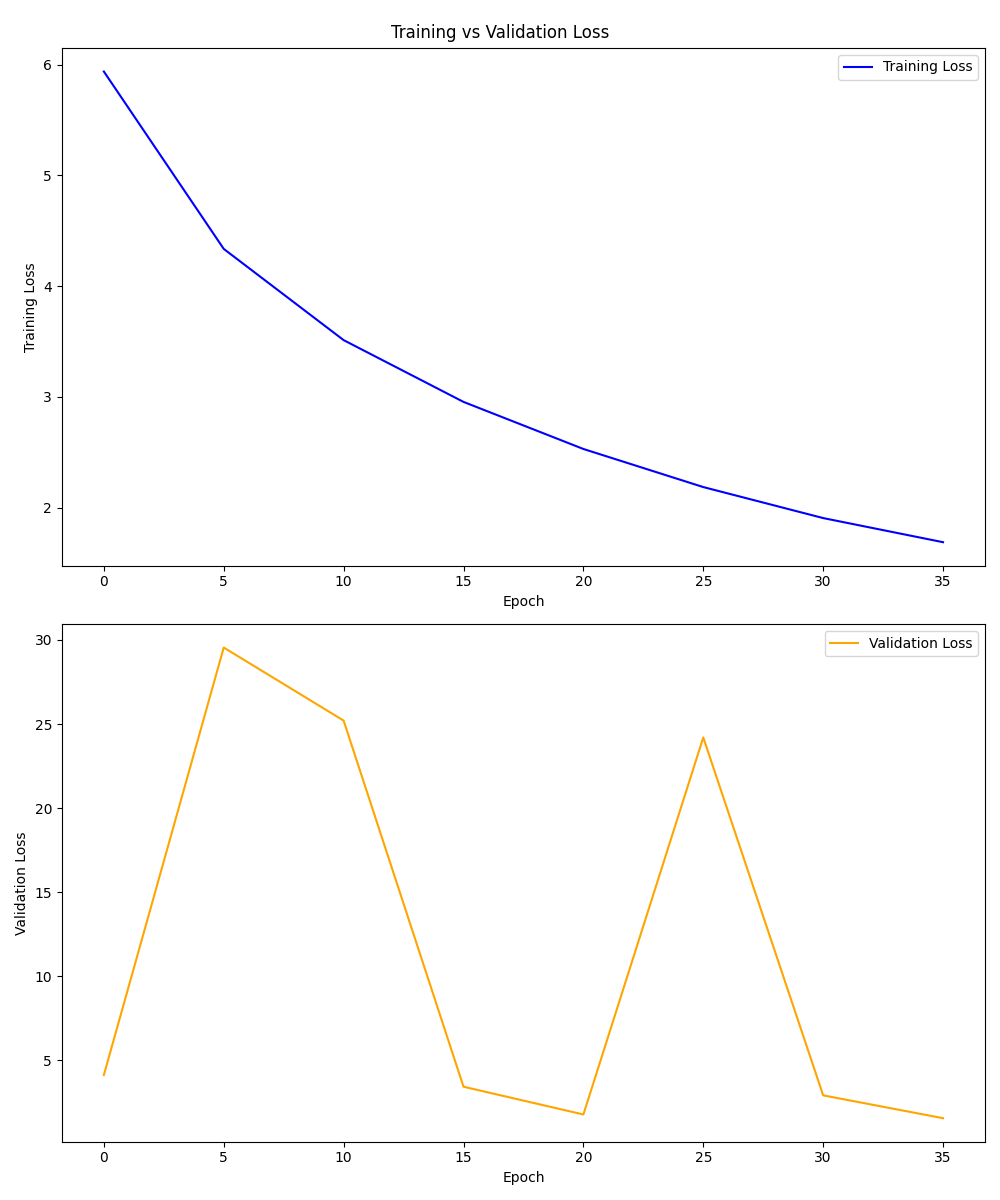 Training vs Validation Loss
Training Loss
6
5
4
3
2
Training Loss
0 5 10 15 20 25 30 35
Epoch
Validation Loss
30
25
20
15
10
5
Validation Loss
0 5 10 15 20 25 30 35
Epoch